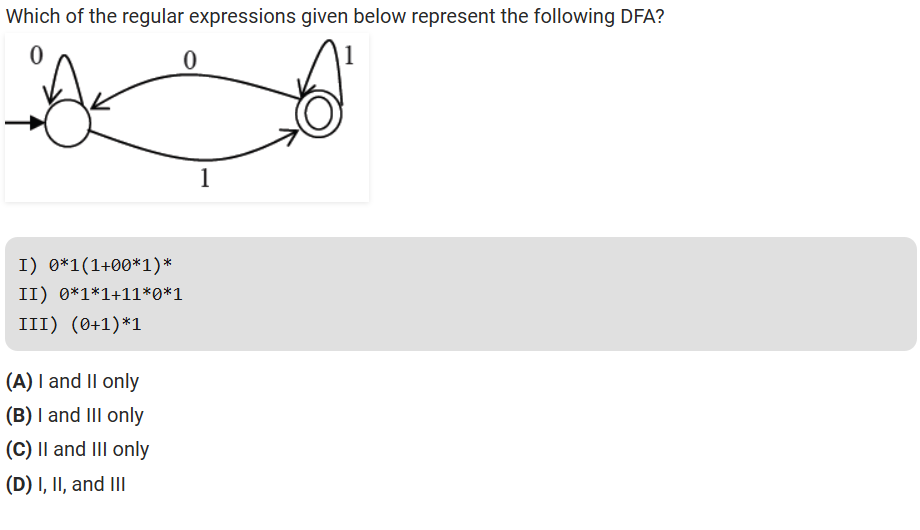 Which of the regular expressions given below represent the following DFA?
0
0
1
1
I) 0*1(1+00*1)*
II) 0*1*1+11*0*1
III) (0+1)*1
(A) I and II only
(B) I and III only
(C) II and III only
(D) I, II, and III